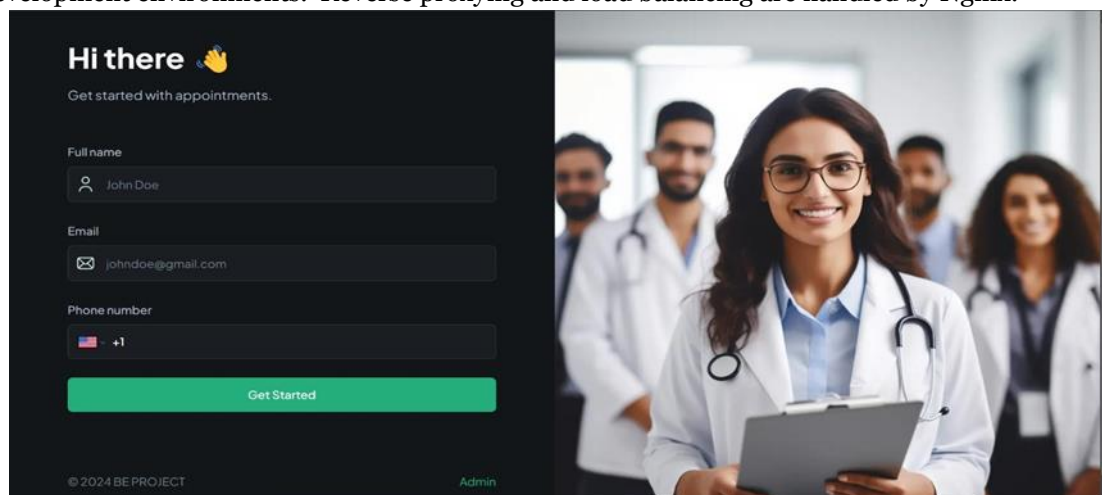 evelopment environments. Reverse proxying and load balancing are handled by Nginx.
Hi there 👋
Get started with appointments.
Full name
John Doe
Email
johndoe@gmail.com
Phone number
+1
Get Started
© 2024 BE PROJECT
Admin